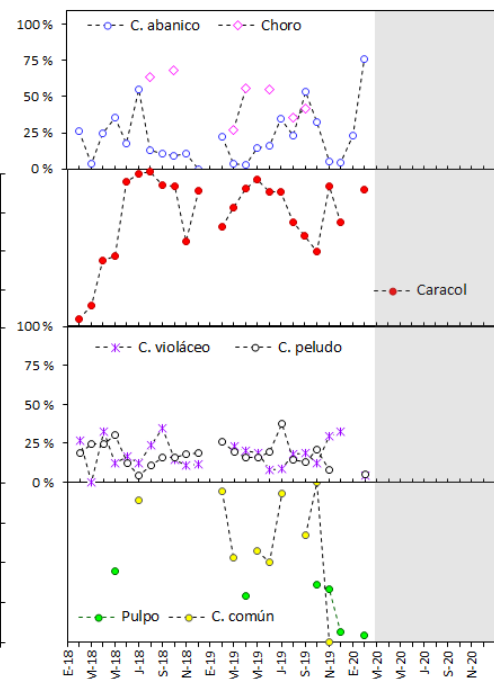 100 %
C. abanico Choro
75 %
50 %
25 %
0 %
Caracol
100 %
C. violáceo C. peludo
75 %
50 %
25 %
0 %
Pulpo C. común
E-18 M-18 M-18 J-18 S-18 N-18 E-19 M-19 M-19 J-19 S-19 N-19 E-20 M-20 M-20 J-20 S-20 N-20